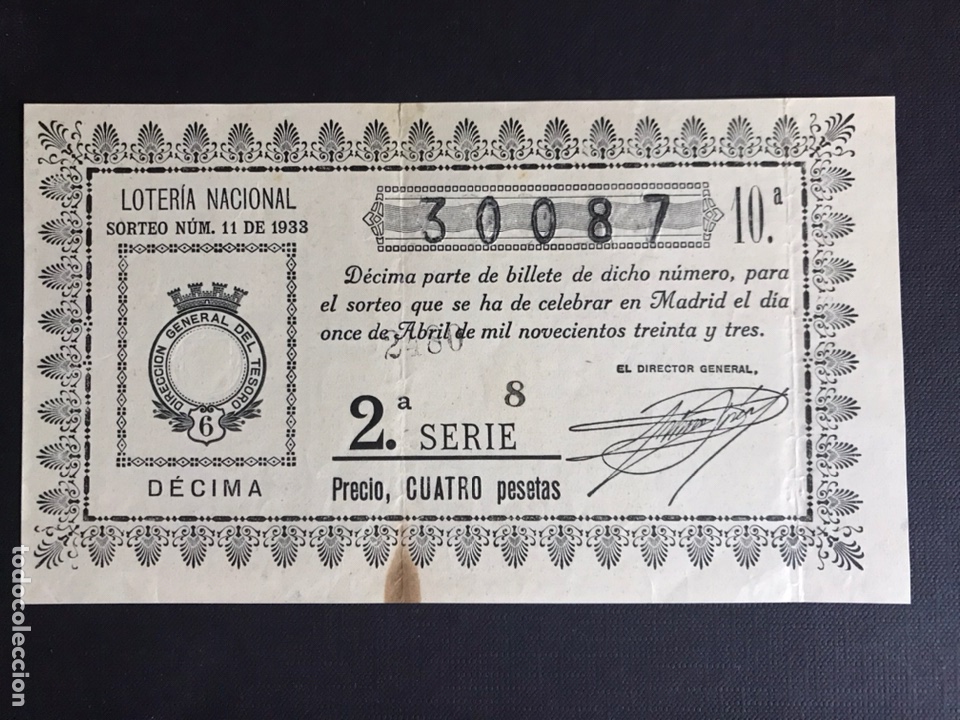 LOTERÍA NACIONAL
SORTEO NÚM. 11 DE 1933
30087
10.ª
Décima parte de billete de dicho número, para
el sorteo que se ha de celebrar en Madrid el día
once de Abril de mil novecientos treinta y tres.
2480
EL DIRECTOR GENERAL,
DIRECCION GENERAL DEL TESORO
6
DÉCIMA
8
2.ª SERIE
Precio, CUATRO pesetas
todocoleccion